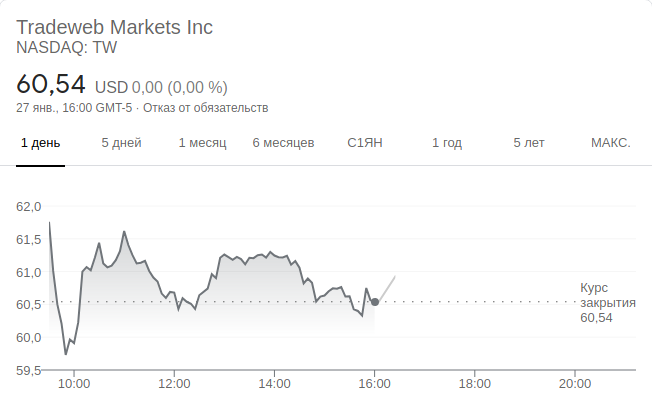 Tradeweb Markets Inc
NASDAQ: TW
60,54 USD 0,00 (0,00 %)
27 янв., 16:00 GMT-5 · Отказ от обязательств
1 день 5 дней 1 месяц 6 месяцев С1ЯН 1 год 5 лет МАКС.
62,0
61,5
61,0
60,5
60,0
59,5
Курс
закрытия
60,54
10:00 12:00 14:00 16:00 18:00 20:00